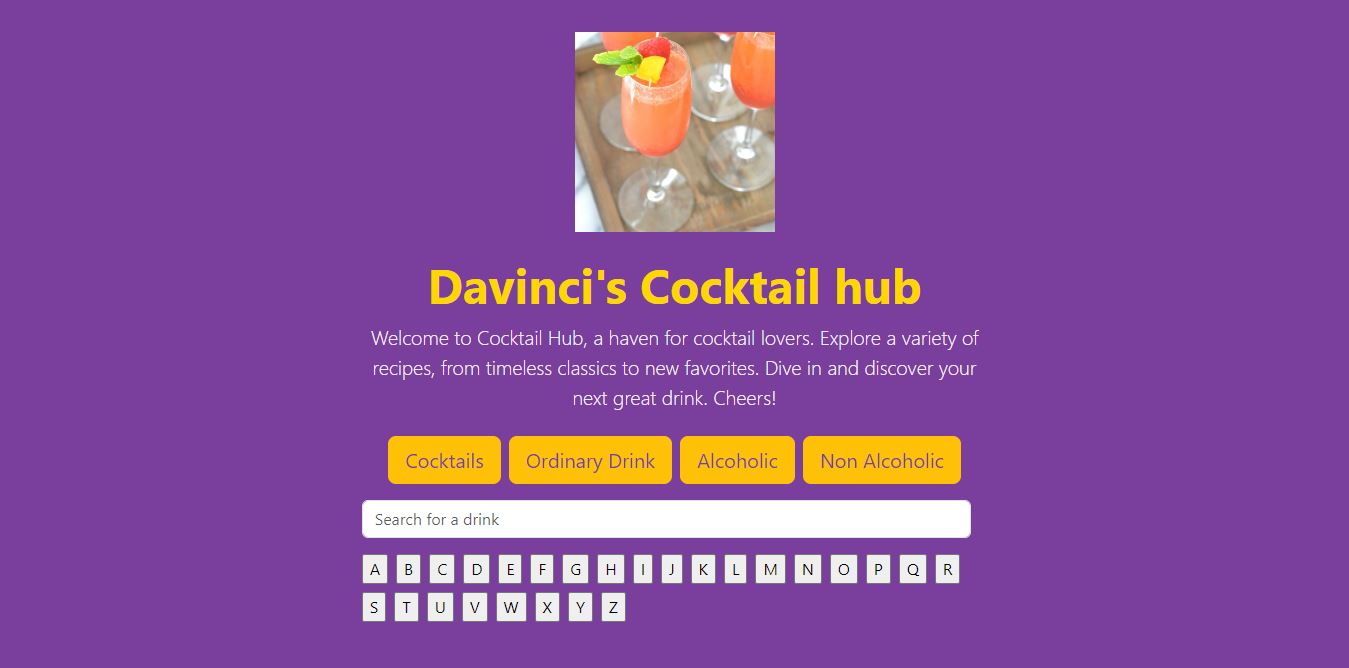 Davinci's Cocktail hub
Welcome to Cocktail Hub, a haven for cocktail lovers. Explore a variety of
recipes, from timeless classics to new favorites. Dive in and discover your
next great drink. Cheers!
Cocktails Ordinary Drink Alcoholic Non Alcoholic
Search for a drink
A B C D E F G H I J K L M N O P Q R
S T U V W X Y Z